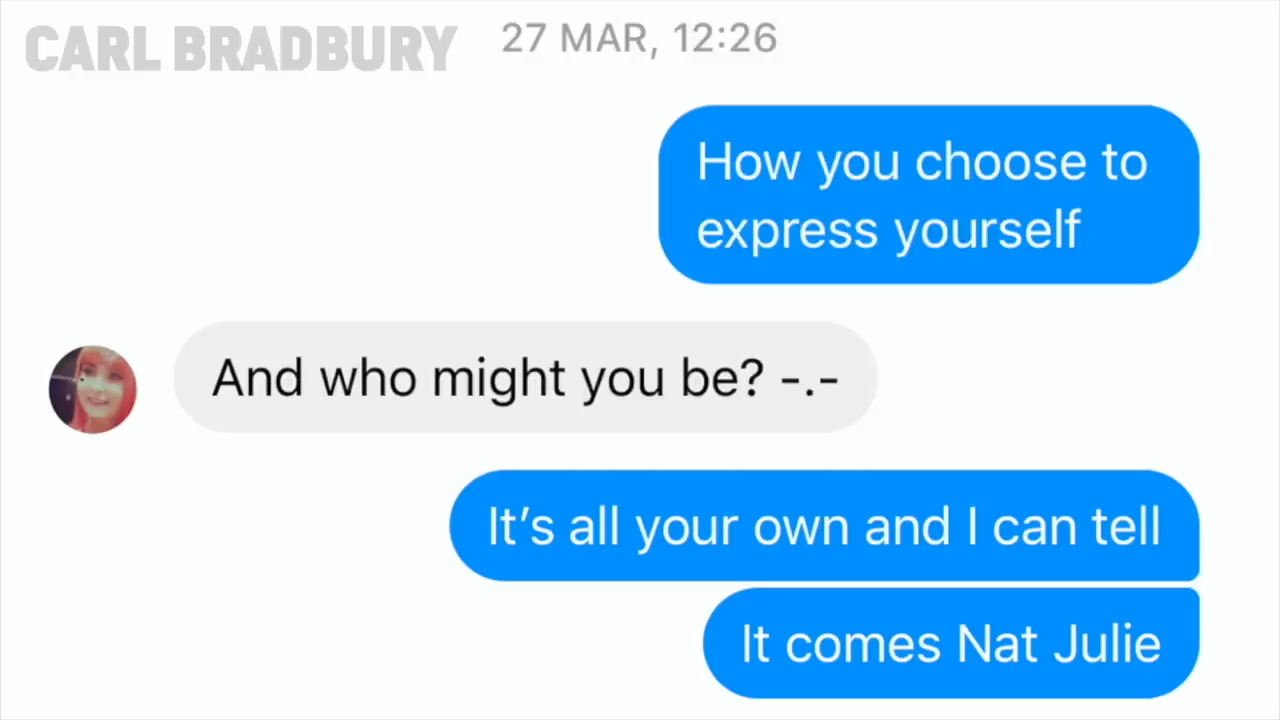 CARL BRADBURY
27 MAR, 12:26
How you choose to
express yourself
And who might you be? -.-
It's all your own and I can tell
It comes Nat Julie